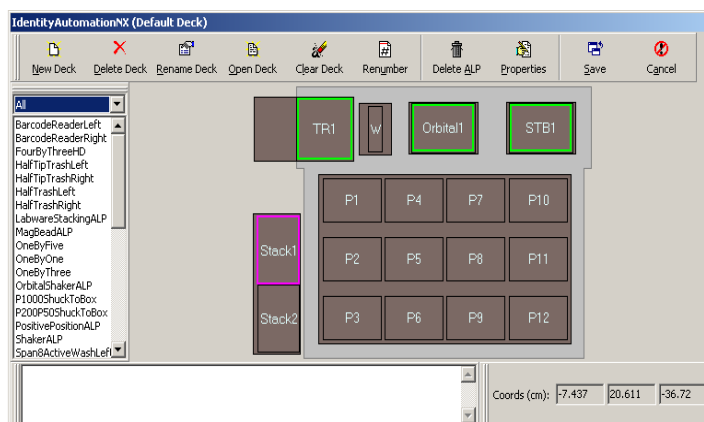 IdentityAutomationNX (Default Deck)
New Deck Delete Deck Rename Deck Open Deck Clear Deck Renumber Delete ALP Properties Save Cancel
All
BarcodeReaderLeft
BarcodeReaderRight
FourByThreeHD
HalfTipTrashLeft
HalfTipTrashRight
HalfTrashLeft
HalfTrashRight
LabwareStackingALP
MagBeadALP
OneByFive
OneByOne
OneByThree
OrbitalShakerALP
P1000ShuckToBox
P200P50ShuckToBox
PositivePositionALP
ShakerALP
Span8ActiveWashLef
TR1 W Orbital1 STB1
P1 P4 P7 P10
Stack1
P2 P5 P8 P11
Stack2
P3 P6 P9 P12
Coords (cm): -7.437 20.611 -36.72